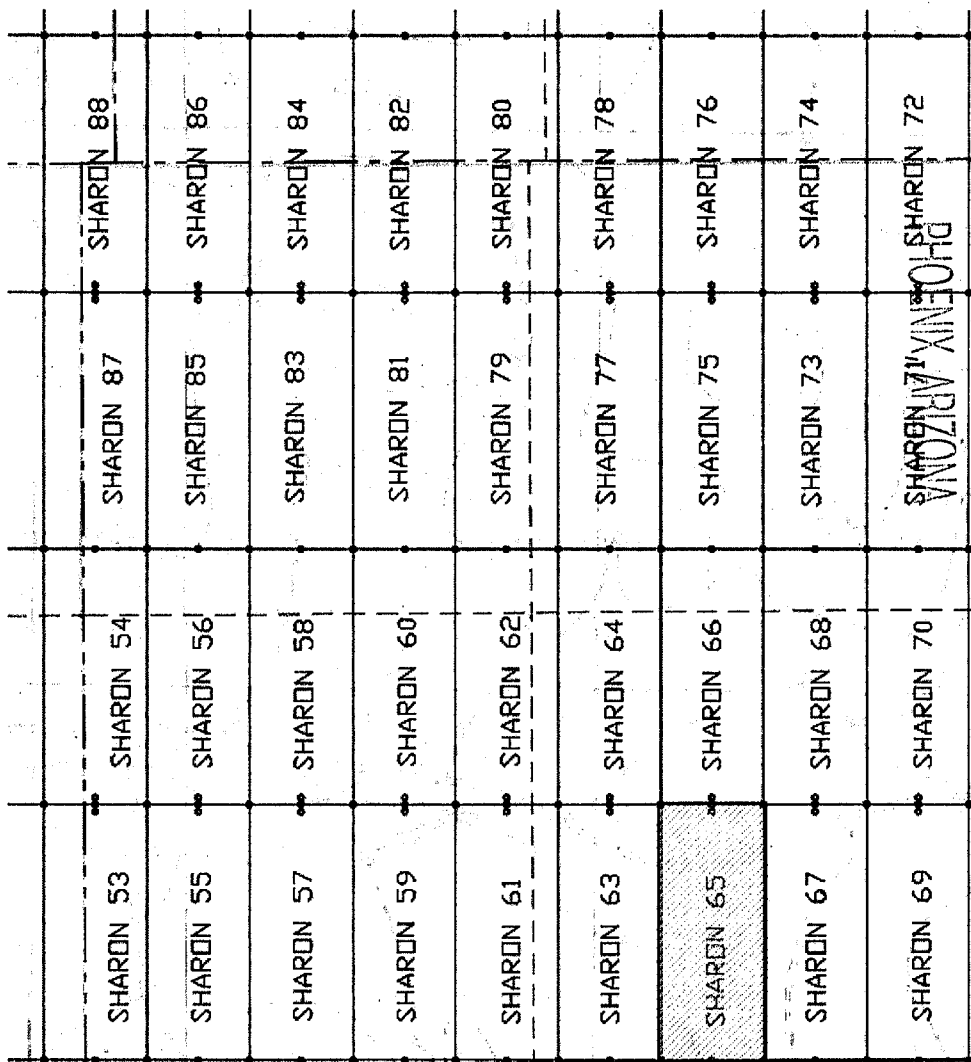 SHARON 88
SHARON 86
SHARON 84
SHARON 82
SHARON 80
SHARON 78
SHARON 76
SHARON 74
SHARON 72
SHARON 87
SHARON 85
SHARON 83
SHARON 81
SHARON 79
SHARON 77
SHARON 75
SHARON 73
SHARON 71
PHOENIX, ARIZONA
SHARON 54
SHARON 56
SHARON 58
SHARON 60
SHARON 62
SHARON 64
SHARON 66
SHARON 68
SHARON 70
SHARON 53
SHARON 55
SHARON 57
SHARON 59
SHARON 61
SHARON 63
SHARON 65
SHARON 67
SHARON 69